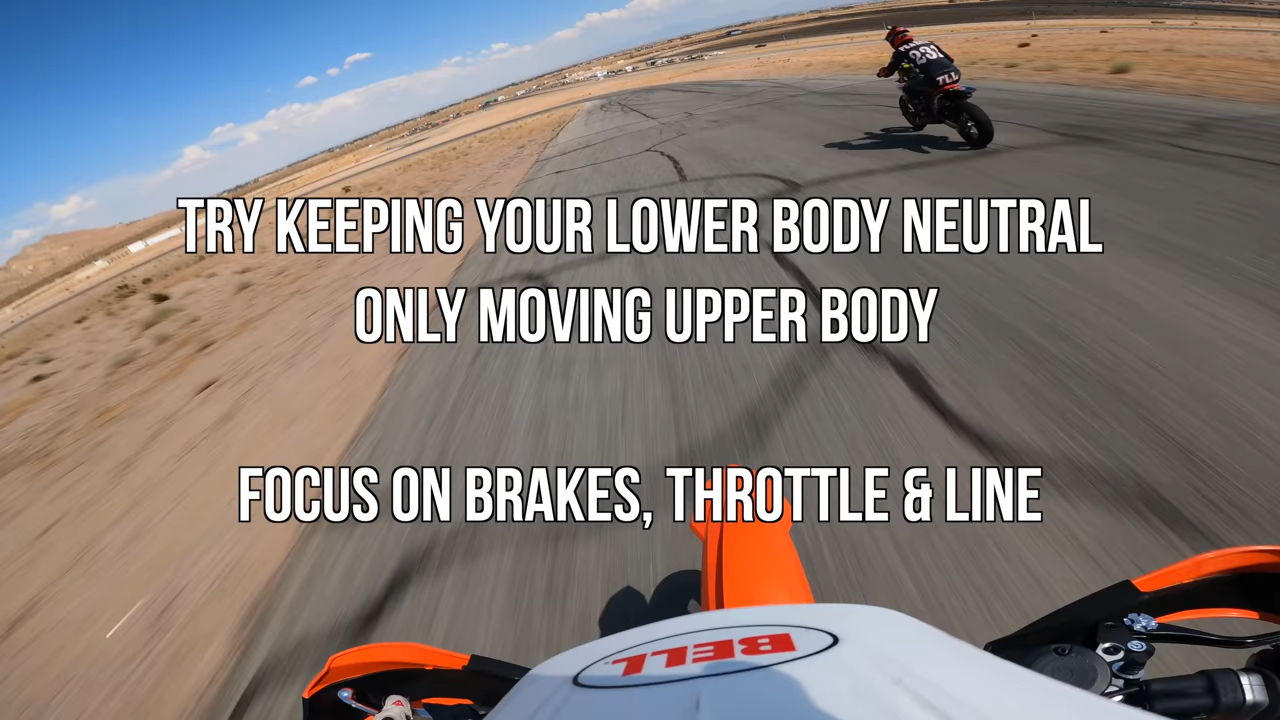 231
TLL
TRY KEEPING YOUR LOWER BODY NEUTRAL
ONLY MOVING UPPER BODY
FOCUS ON BRAKES, THROTTLE & LINE
BELL